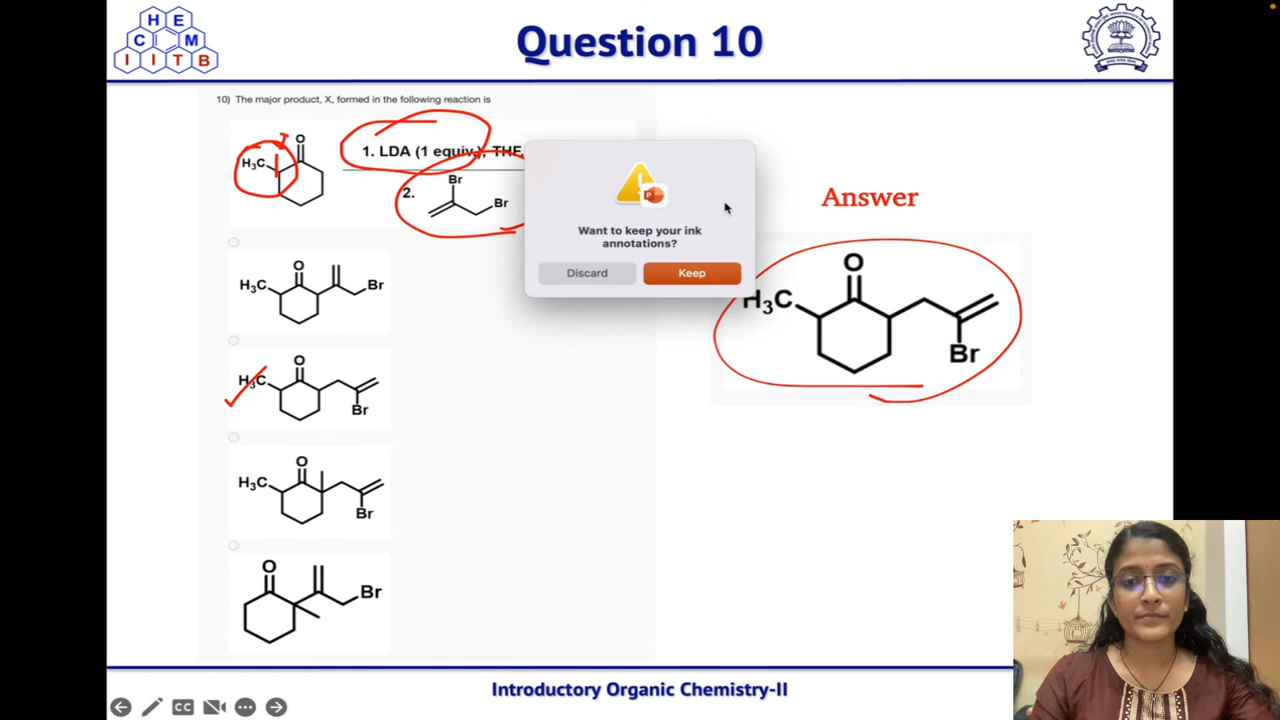 H E
C M
I I T B
Question 10
10) The major product, X, formed in the following reaction is
O
H₃C
1. LDA (1 equiv.), THF
2.
Br
Br
Want to keep your ink
annotations?
Discard
Keep
Answer
O
H₃C
Br
O
H₃C
Br
O
H₃C
Br
O
H₃C
Br
O
Br
Introductory Organic Chemistry-II
CC